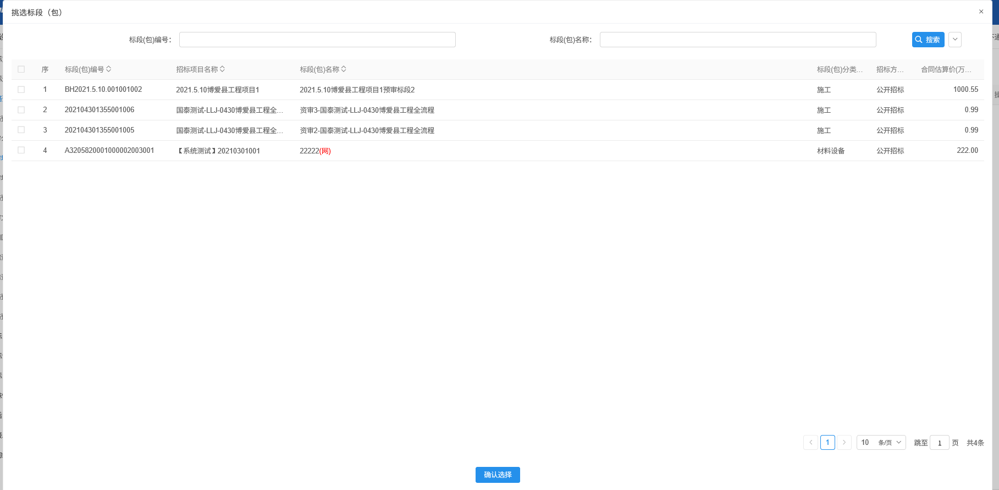 挑选标段（包）
×
标段(包)编号：
标段(包)名称：
搜索
序 标段(包)编号 招标项目名称 标段(包)名称 标段(包)分类... 招标方... 合同估算价(万...
1 BH2021.5.10.001001002 2021.5.10博爱县工程项目1 2021.5.10博爱县工程项目1预审标段2 施工 公开招标 1000.55
2 202104301355001006 国泰测试-LLJ-0430博爱县工程全... 资审3-国泰测试-LLJ-0430博爱县工程全流程 施工 公开招标 0.99
3 202104301355001005 国泰测试-LLJ-0430博爱县工程全... 资审2-国泰测试-LLJ-0430博爱县工程全流程 施工 公开招标 0.99
4 A3205820001000002003001 【系统测试】20210301001 22222(网) 材料设备 公开招标 222.00
1 10 条/页 跳至 1 页 共4条
确认选择